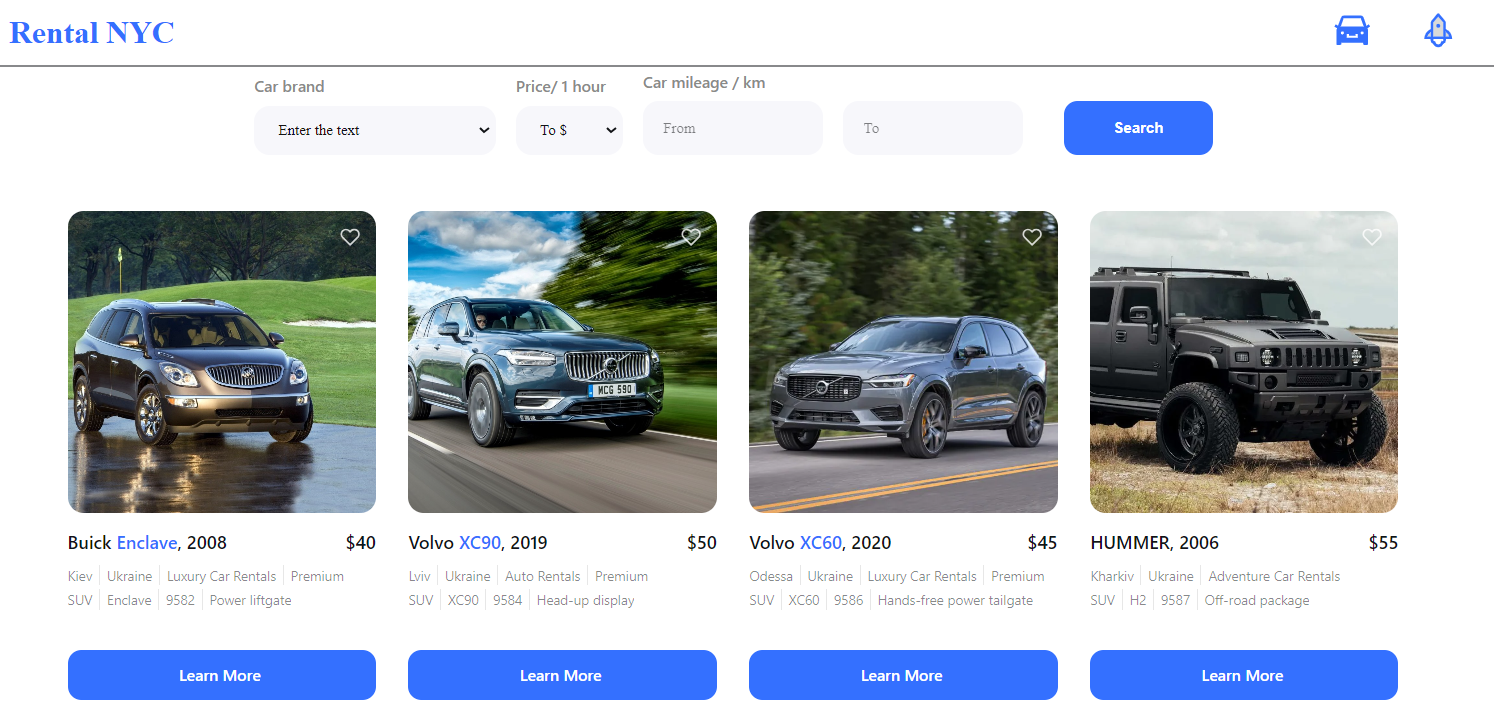 Rental NYC
Car brand
Price/ 1 hour
Car mileage / km
Enter the text
To $
From
To
Search
MCG 590
Buick Enclave, 2008
$40
Kiev
Ukraine
Luxury Car Rentals
Premium
SUV
Enclave
9582
Power liftgate
Learn More
Volvo XC90, 2019
$50
Lviv
Ukraine
Auto Rentals
Premium
SUV
XC90
9584
Head-up display
Learn More
Volvo XC60, 2020
$45
Odessa
Ukraine
Luxury Car Rentals
Premium
SUV
XC60
9586
Hands-free power tailgate
Learn More
HUMMER, 2006
$55
Kharkiv
Ukraine
Adventure Car Rentals
SUV
H2
9587
Off-road package
Learn More